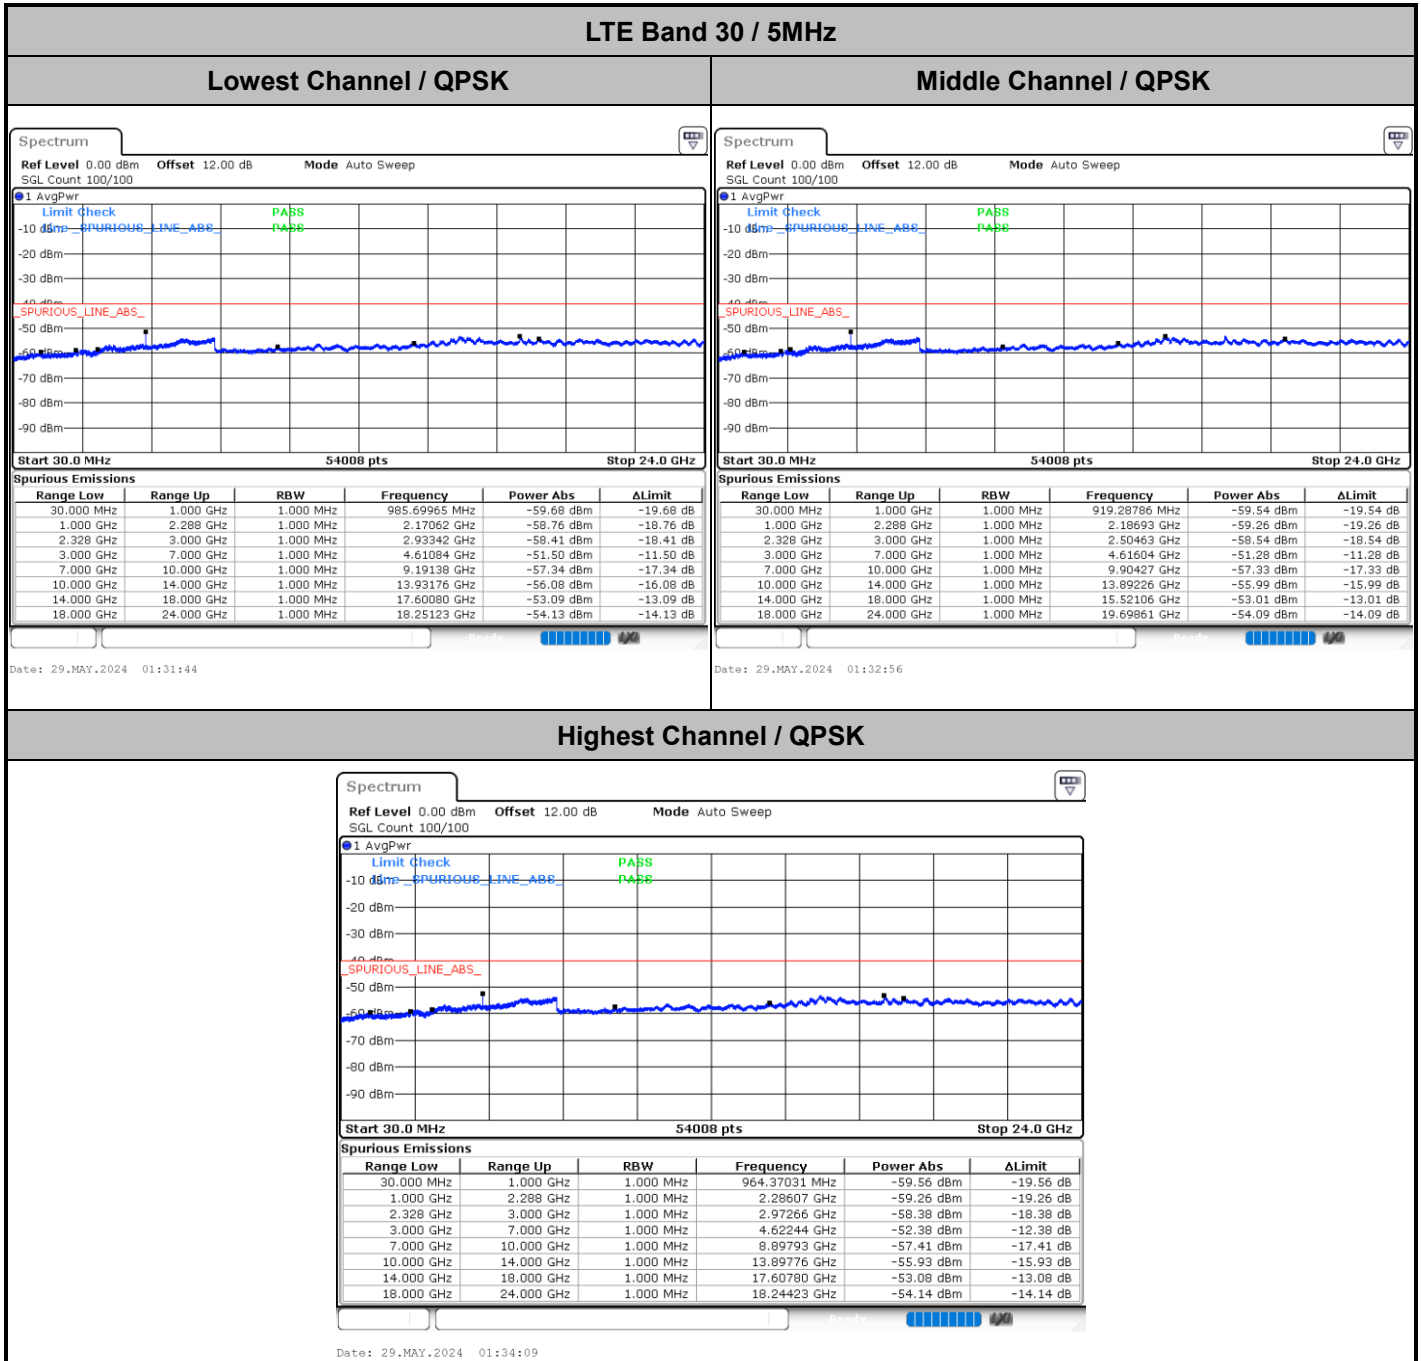 LTE Band 30 / 5MHz
Lowest Channel / QPSK
Middle Channel / QPSK
Spectrum
Ref Level 0.00 dBm Offset 12.00 dB Mode Auto Sweep
SGL Count 100/100
1 AvgPwr
Limit Check PASS
-10 dBm Line _SPURIOUS_LINE_ABS_ PASS
-20 dBm
-30 dBm
-40 dBm
_SPURIOUS_LINE_ABS_
-50 dBm
-60 dBm
-70 dBm
-80 dBm
-90 dBm
Start 30.0 MHz 54008 pts Stop 24.0 GHz
Spurious Emissions
Range Low Range Up RBW Frequency Power Abs ΔLimit
30.000 MHz 1.000 GHz 1.000 MHz 985.69965 MHz -59.68 dBm -19.68 dB
1.000 GHz 2.288 GHz 1.000 MHz 2.17062 GHz -58.76 dBm -18.76 dB
2.328 GHz 3.000 GHz 1.000 MHz 2.93342 GHz -58.41 dBm -18.41 dB
3.000 GHz 7.000 GHz 1.000 MHz 4.61084 GHz -51.50 dBm -11.50 dB
7.000 GHz 10.000 GHz 1.000 MHz 9.19138 GHz -57.34 dBm -17.34 dB
10.000 GHz 14.000 GHz 1.000 MHz 13.93176 GHz -56.08 dBm -16.08 dB
14.000 GHz 18.000 GHz 1.000 MHz 17.60080 GHz -53.09 dBm -13.09 dB
18.000 GHz 24.000 GHz 1.000 MHz 18.25123 GHz -54.13 dBm -14.13 dB
Ready
Date: 29.MAY.2024 01:31:44
Spectrum
Ref Level 0.00 dBm Offset 12.00 dB Mode Auto Sweep
SGL Count 100/100
1 AvgPwr
Limit Check PASS
-10 dBm Line _SPURIOUS_LINE_ABS_ PASS
-20 dBm
-30 dBm
-40 dBm
_SPURIOUS_LINE_ABS_
-50 dBm
-60 dBm
-70 dBm
-80 dBm
-90 dBm
Start 30.0 MHz 54008 pts Stop 24.0 GHz
Spurious Emissions
Range Low Range Up RBW Frequency Power Abs ΔLimit
30.000 MHz 1.000 GHz 1.000 MHz 919.28786 MHz -59.54 dBm -19.54 dB
1.000 GHz 2.288 GHz 1.000 MHz 2.18693 GHz -59.26 dBm -19.26 dB
2.328 GHz 3.000 GHz 1.000 MHz 2.50463 GHz -58.54 dBm -18.54 dB
3.000 GHz 7.000 GHz 1.000 MHz 4.61604 GHz -51.28 dBm -11.28 dB
7.000 GHz 10.000 GHz 1.000 MHz 9.90427 GHz -57.33 dBm -17.33 dB
10.000 GHz 14.000 GHz 1.000 MHz 13.89226 GHz -55.99 dBm -15.99 dB
14.000 GHz 18.000 GHz 1.000 MHz 15.52106 GHz -53.01 dBm -13.01 dB
18.000 GHz 24.000 GHz 1.000 MHz 19.69861 GHz -54.09 dBm -14.09 dB
Ready
Date: 29.MAY.2024 01:32:56
Highest Channel / QPSK
Spectrum
Ref Level 0.00 dBm Offset 12.00 dB Mode Auto Sweep
SGL Count 100/100
1 AvgPwr
Limit Check PASS
-10 dBm Line _SPURIOUS_LINE_ABS_ PASS
-20 dBm
-30 dBm
-40 dBm
_SPURIOUS_LINE_ABS_
-50 dBm
-60 dBm
-70 dBm
-80 dBm
-90 dBm
Start 30.0 MHz 54008 pts Stop 24.0 GHz
Spurious Emissions
Range Low Range Up RBW Frequency Power Abs ΔLimit
30.000 MHz 1.000 GHz 1.000 MHz 964.37031 MHz -59.56 dBm -19.56 dB
1.000 GHz 2.288 GHz 1.000 MHz 2.28607 GHz -59.26 dBm -19.26 dB
2.328 GHz 3.000 GHz 1.000 MHz 2.97266 GHz -58.38 dBm -18.38 dB
3.000 GHz 7.000 GHz 1.000 MHz 4.62244 GHz -52.38 dBm -12.38 dB
7.000 GHz 10.000 GHz 1.000 MHz 8.89793 GHz -57.41 dBm -17.41 dB
10.000 GHz 14.000 GHz 1.000 MHz 13.89776 GHz -55.93 dBm -15.93 dB
14.000 GHz 18.000 GHz 1.000 MHz 17.60780 GHz -53.08 dBm -13.08 dB
18.000 GHz 24.000 GHz 1.000 MHz 18.24423 GHz -54.14 dBm -14.14 dB
Ready
Date: 29.MAY.2024 01:34:09